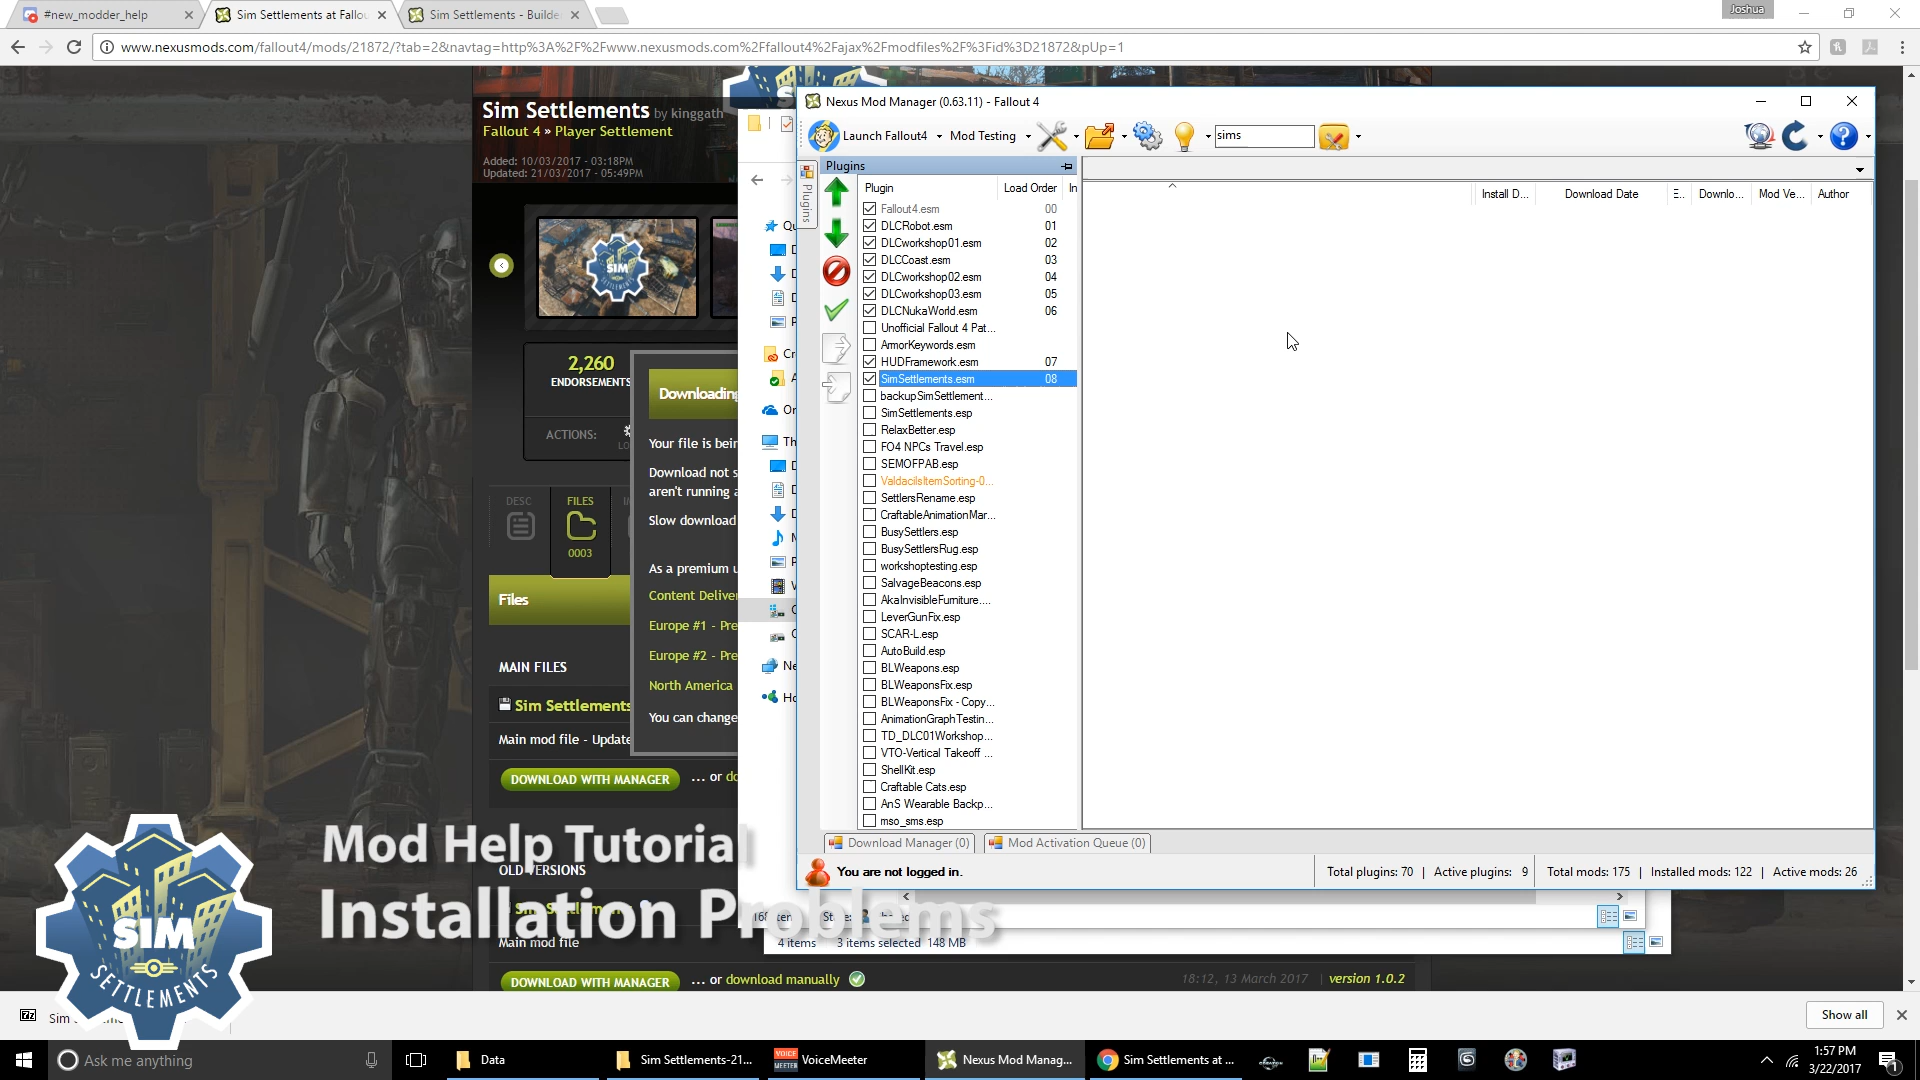 #new_modder_help
Sim Settlements at Fallou
Sim Settlements - Builde
Joshua
www.nexusmods.com/fallout4/mods/21872/?tab=2&navtag=http%3A%2F%2Fwww.nexusmods.com%2Ffallout4%2Fajax%2Fmodfiles%2F%3Fid%3D21872&pUp=1
Sim Settlements by kinggath
Fallout 4 » Player Settlement
Added: 10/03/2017 - 03:18PM
Updated: 21/03/2017 - 05:49PM
SIM
2,260
ENDORSEMENTS
ACTIONS:
DESC
FILES
0003
Files
MAIN FILES
Sim Settlements
Main mod file - Update
DOWNLOAD WITH MANAGER ... or
OLD VERSIONS
Main mod file
DOWNLOAD WITH MANAGER ... or download manually
18:12, 13 March 2017 | version 1.0.2
Downloading
Your file is bein
Download not s
aren't running a
Slow download
As a premium u
Content Deliver
Europe #1 - Pre
Europe #2 - Pre
North America
You can change
Nexus Mod Manager (0.63.11) - Fallout 4
Launch Fallout4
Mod Testing
sims
Plugins
Plugins
Plugin Load Order In
Fallout4.esm 00
DLCRobot.esm 01
DLCworkshop01.esm 02
DLCCoast.esm 03
DLCworkshop02.esm 04
DLCworkshop03.esm 05
DLCNukaWorld.esm 06
Unofficial Fallout 4 Pat...
ArmorKeywords.esm
HUDFramework.esm 07
SimSettlements.esm 08
backupSimSettlement...
SimSettlements.esp
RelaxBetter.esp
FO4 NPCs Travel.esp
SEMOFPAB.esp
ValdacilsItemSorting-0...
SettlersRename.esp
CraftableAnimationMar...
BusySettlers.esp
BusySettlersRug.esp
workshoptesting.esp
SalvageBeacons.esp
AkaInvisibleFurniture....
LeverGunFix.esp
SCAR-L.esp
AutoBuild.esp
BLWeapons.esp
BLWeaponsFix.esp
BLWeaponsFix - Copy...
AnimationGraphTestin...
TD_DLC01Workshop...
VTO-Vertical Takeoff ...
ShellKit.esp
Craftable Cats.esp
AnS Wearable Backp...
mso_sms.esp
Install D... Download Date E.. Downlo... Mod Ve... Author
Download Manager (0)
Mod Activation Queue (0)
You are not logged in.
Total plugins: 70 | Active plugins: 9
Total mods: 175 | Installed mods: 122 | Active mods: 26
4 items 3 items selected 148 MB
Mod Help Tutorial
Installation Problems
SIM
SETTLEMENTS
Show all
Ask me anything
Data
Sim Settlements-21...
VOICE
MEETER
VoiceMeeter
Nexus Mod Manag...
Sim Settlements at ...
1:57 PM
3/22/2017
1